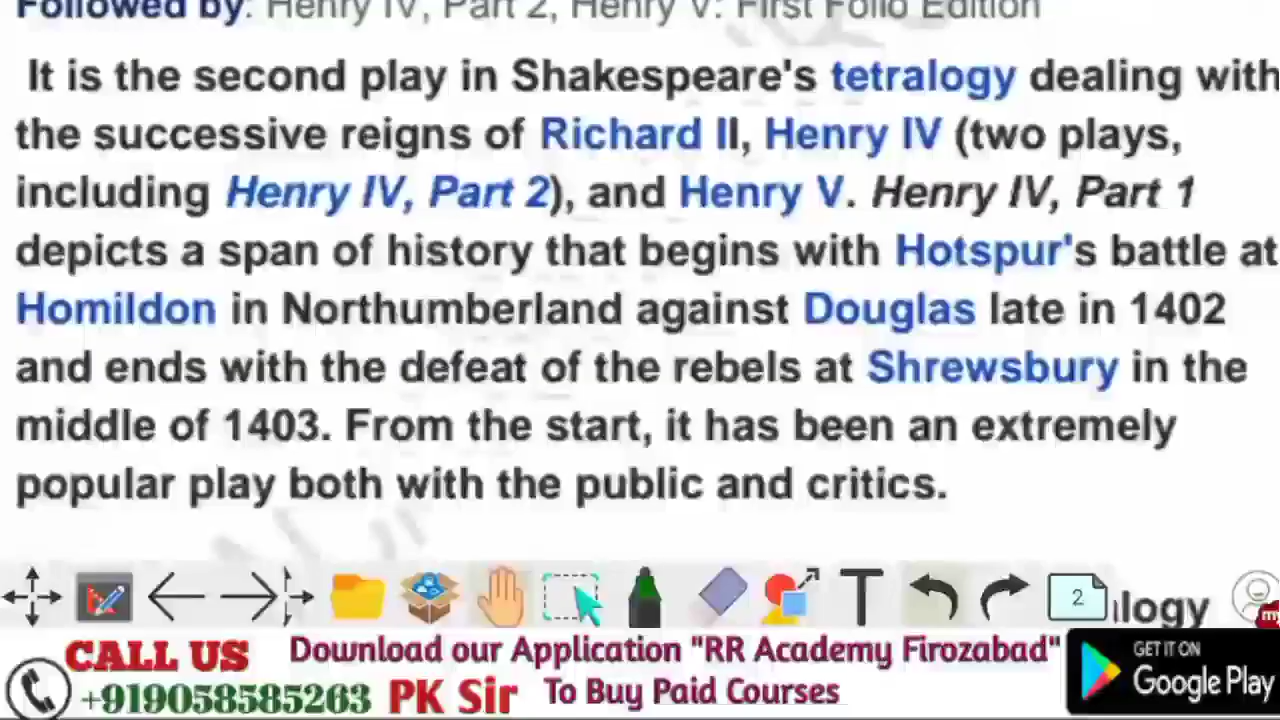 Followed by: Henry IV, Part 2, Henry V: First Folio Edition
It is the second play in Shakespeare's tetralogy dealing with
the successive reigns of Richard II, Henry IV (two plays,
including Henry IV, Part 2), and Henry V. Henry IV, Part 1
depicts a span of history that begins with Hotspur's battle at
Homildon in Northumberland against Douglas late in 1402
and ends with the defeat of the rebels at Shrewsbury in the
middle of 1403. From the start, it has been an extremely
popular play both with the public and critics.
T
2
logy
my
CALL US
+919058585263 PK Sir
Download our Application "RR Academy Firozabad"
To Buy Paid Courses
GET IT ON
Google Play